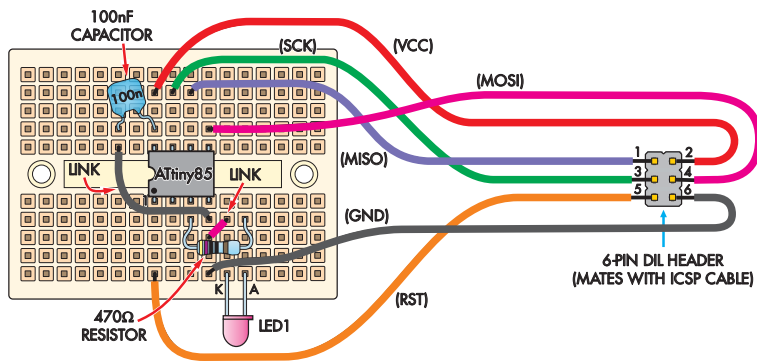 100nF
CAPACITOR
(SCK)
(VCC)
(MOSI)
100n
(MISO)
1
2
3
4
5
6
LINK
ATtiny85
LINK
1
(GND)
6-PIN DIL HEADER
(MATES WITH ICSP CABLE)
K
A
(RST)
470Ω
RESISTOR
LED1